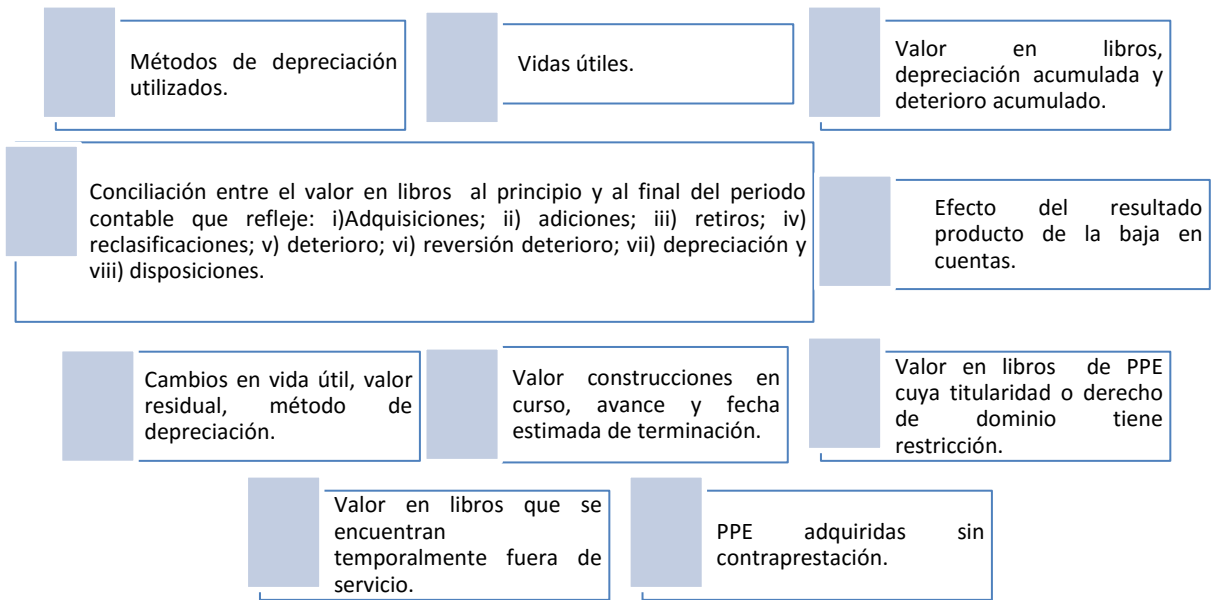 Métodos de depreciación
utilizados.
Vidas útiles.
Valor en libros,
depreciación acumulada y
deterioro acumulado.
Conciliación entre el valor en libros al principio y al final del periodo
contable que refleje: i)Adquisiciones; ii) adiciones; iii) retiros; iv)
reclasificaciones; v) deterioro; vi) reversión deterioro; vii) depreciación y
viii) disposiciones.
Efecto del resultado
producto de la baja en
cuentas.
Cambios en vida útil, valor
residual, método de
depreciación.
Valor construcciones en
curso, avance y fecha
estimada de terminación.
Valor en libros de PPE
cuya titularidad o derecho
de dominio tiene
restricción.
Valor en libros que se
encuentran
temporalmente fuera de
servicio.
PPE adquiridas sin
contraprestación.